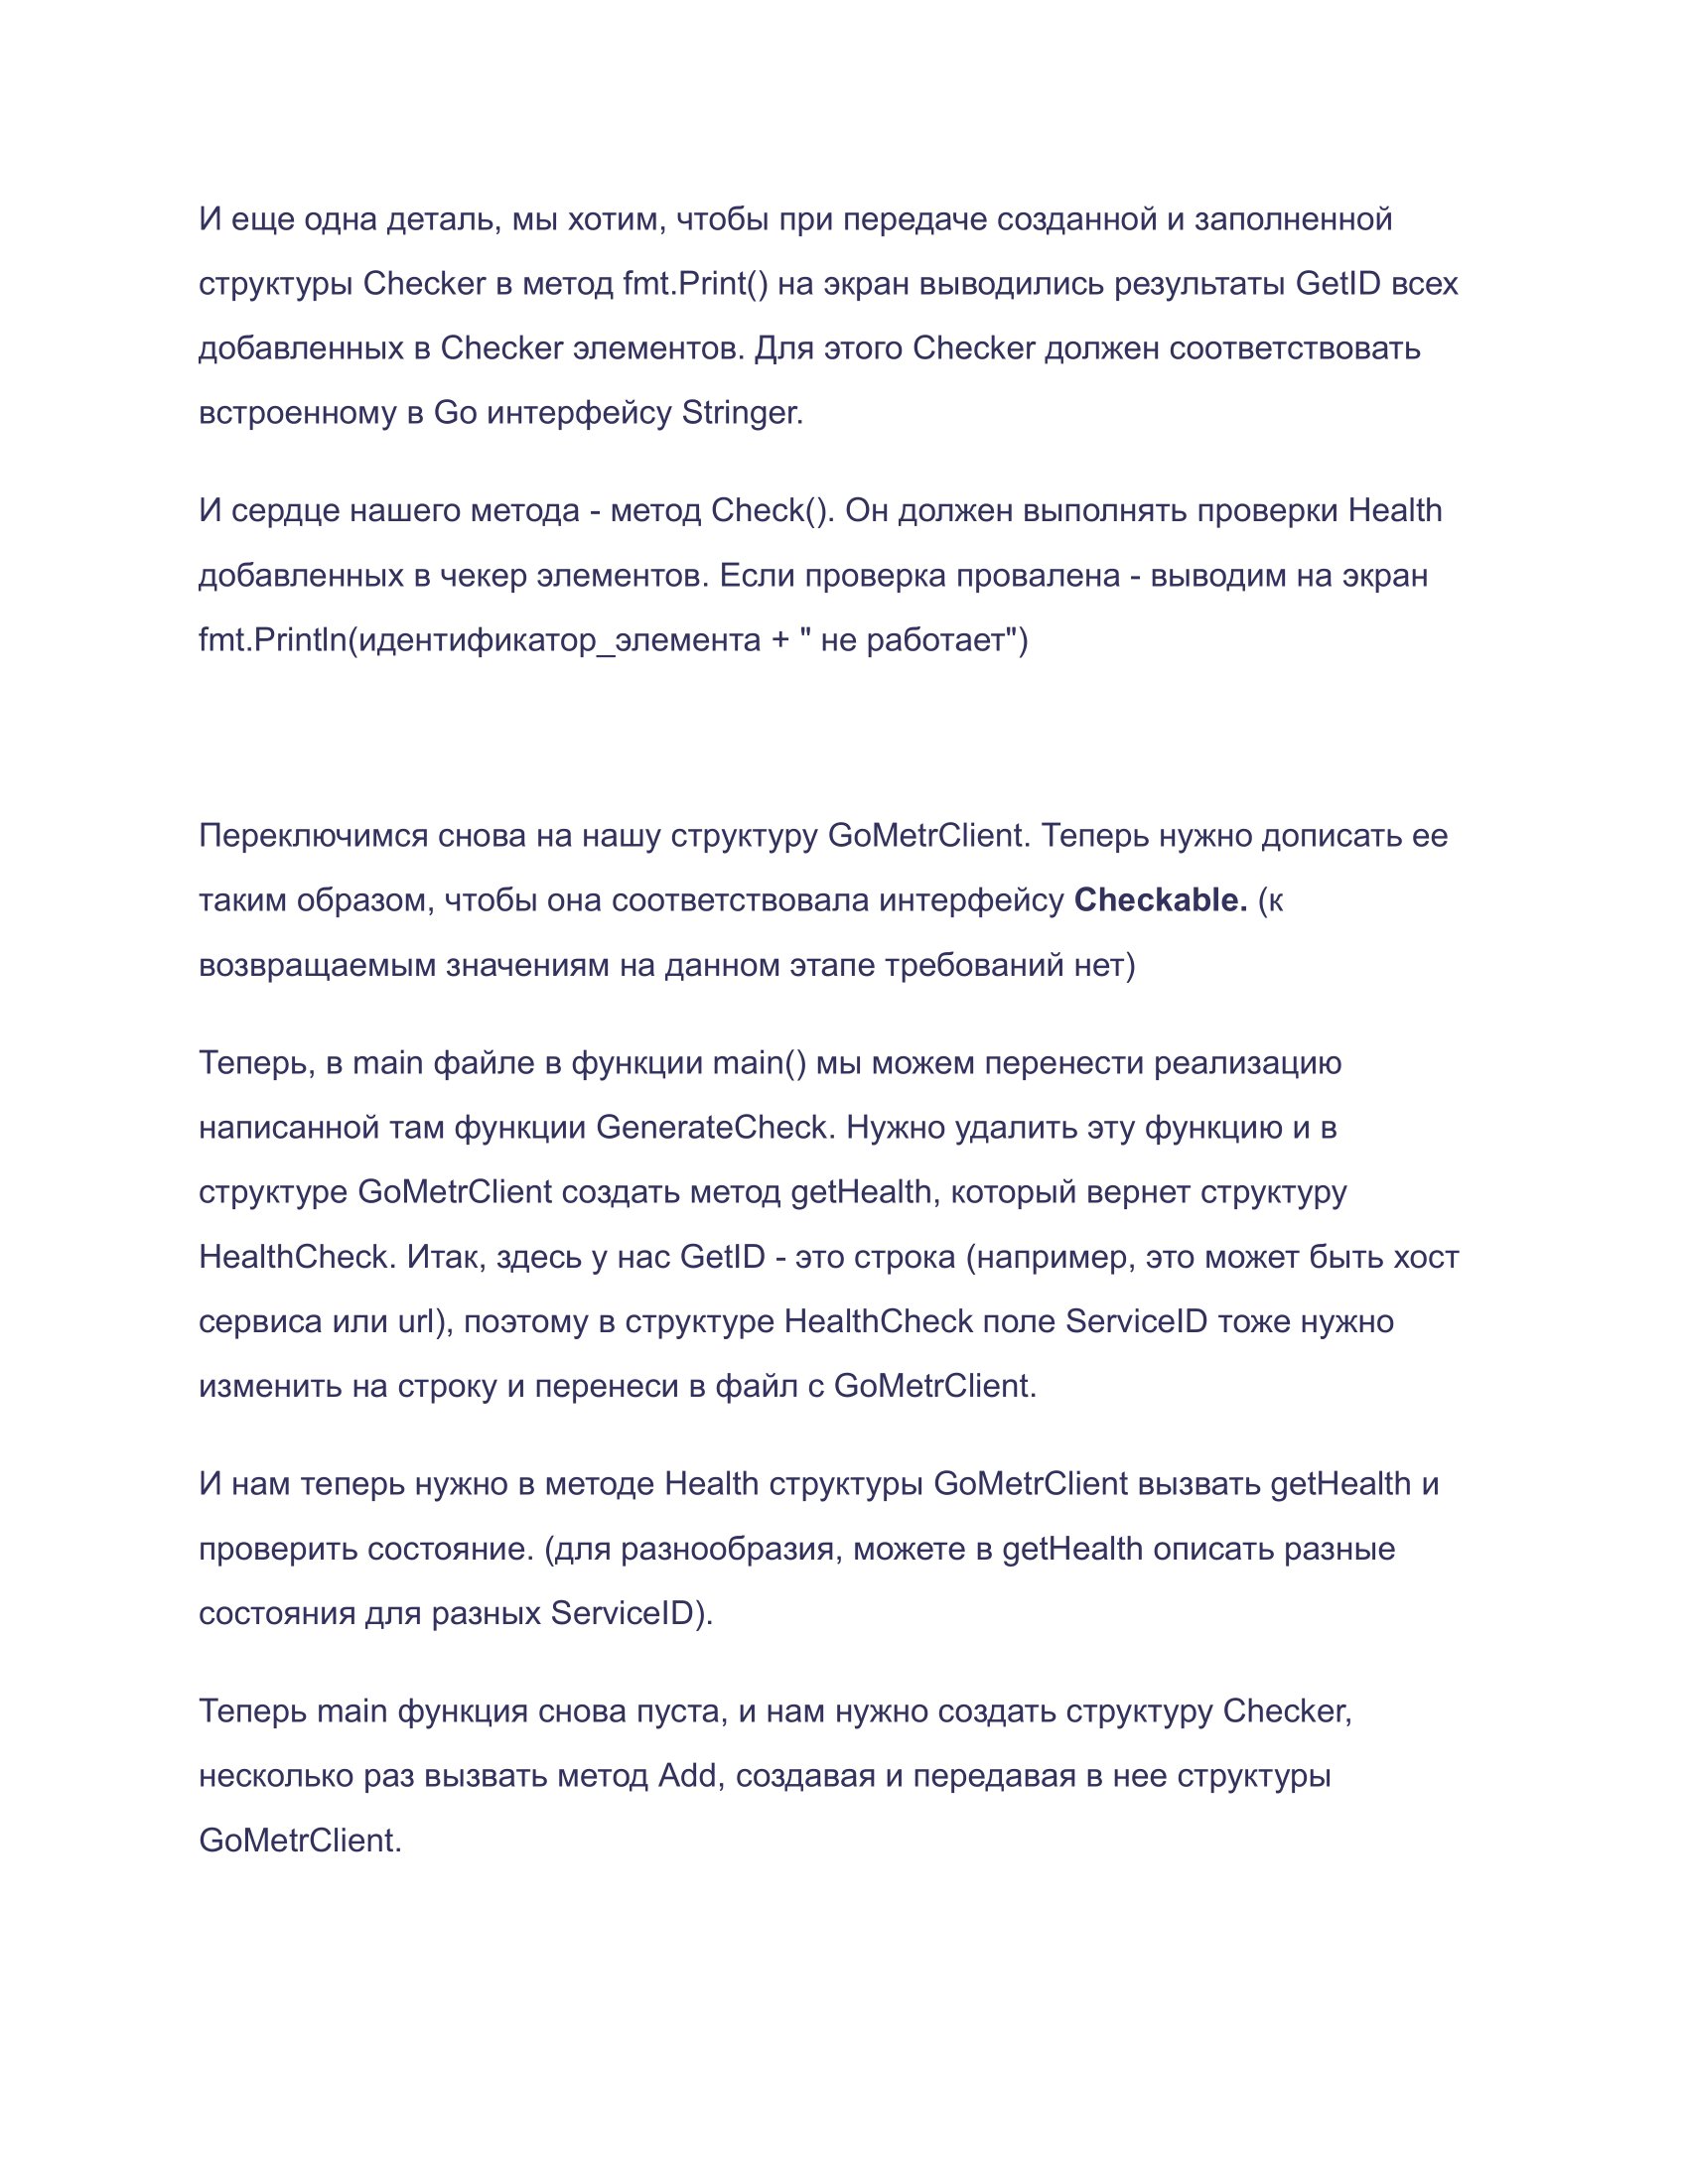 И еще одна деталь, мы хотим, чтобы при передаче созданной и заполненной
структуры Checker в метод fmt.Print() на экран выводились результаты GetID всех
добавленных в Checker элементов. Для этого Checker должен соответствовать
встроенному в Go интерфейсу Stringer.
И сердце нашего метода - метод Check(). Он должен выполнять проверки Health
добавленных в чекер элементов. Если проверка провалена - выводим на экран
fmt.Println(идентификатор_элемента + " не работает")
Переключимся снова на нашу структуру GoMetrClient. Теперь нужно дописать ее
таким образом, чтобы она соответствовала интерфейсу Checkable. (к
возвращаемым значениям на данном этапе требований нет)
Теперь, в main файле в функции main() мы можем перенести реализацию
написанной там функции GenerateCheck. Нужно удалить эту функцию и в
структуре GoMetrClient создать метод getHealth, который вернет структуру
HealthCheck. Итак, здесь у нас GetID - это строка (например, это может быть хост
сервиса или url), поэтому в структуре HealthCheck поле ServiceID тоже нужно
изменить на строку и перенеси в файл с GoMetrClient.
И нам теперь нужно в методе Health структуры GoMetrClient вызвать getHealth и
проверить состояние. (для разнообразия, можете в getHealth описать разные
состояния для разных ServiceID).
Теперь main функция снова пуста, и нам нужно создать структуру Checker,
несколько раз вызвать метод Add, создавая и передавая в нее структуры
GoMetrClient.